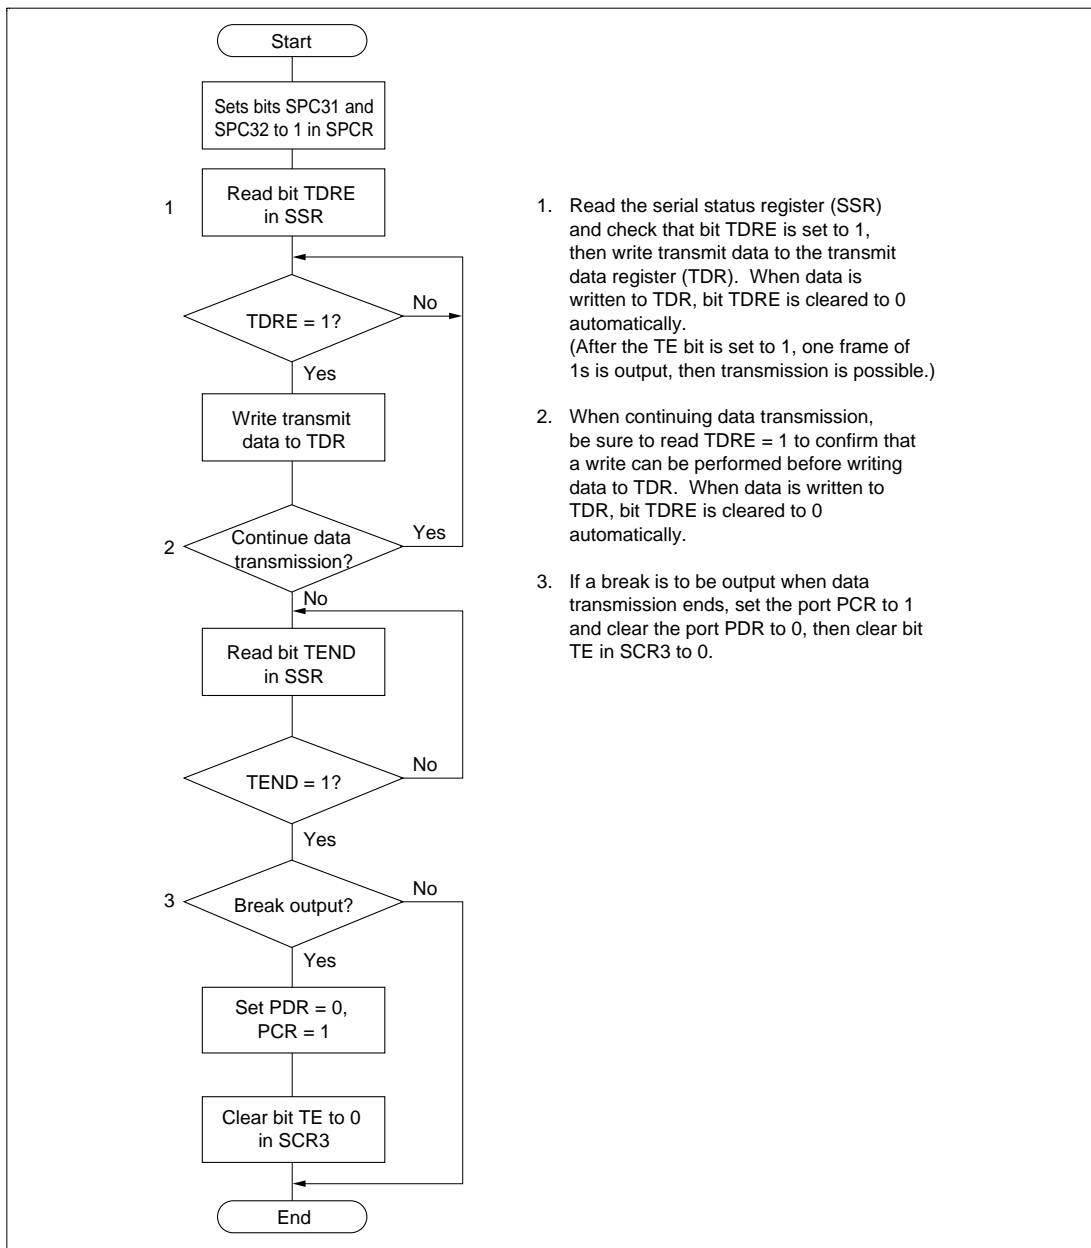 Start
Sets bits SPC31 and
SPC32 to 1 in SPCR
1
Read bit TDRE
in SSR
TDRE = 1?
No
Yes
Write transmit
data to TDR
2
Continue data
transmission?
Yes
No
Read bit TEND
in SSR
TEND = 1?
No
Yes
3
Break output?
No
Yes
Set PDR = 0,
PCR = 1
Clear bit TE to 0
in SCR3
End
1. Read the serial status register (SSR)
and check that bit TDRE is set to 1,
then write transmit data to the transmit
data register (TDR). When data is
written to TDR, bit TDRE is cleared to 0
automatically.
(After the TE bit is set to 1, one frame of
1s is output, then transmission is possible.)
2. When continuing data transmission,
be sure to read TDRE = 1 to confirm that
a write can be performed before writing
data to TDR. When data is written to
TDR, bit TDRE is cleared to 0
automatically.
3. If a break is to be output when data
transmission ends, set the port PCR to 1
and clear the port PDR to 0, then clear bit
TE in SCR3 to 0.